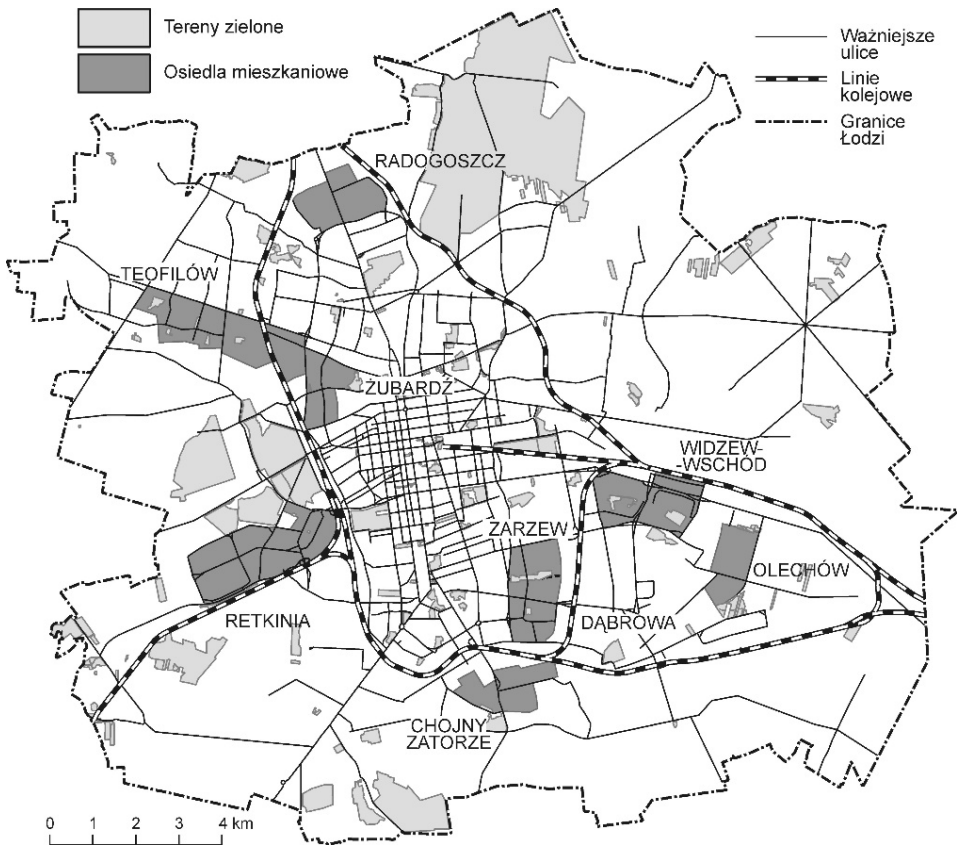 Tereny zielone
Osiedla mieszkaniowe
Ważniejsze
ulice
Linie
kolejowe
Granice
Łodzi
RADOGOSZCZ
TEOFILÓW
ŻUBARDŹ
WIDZEW-
-WSCHÓD
ZARZEW
OLECHÓW
RETKINIA
DĄBROWA
CHOJNY
ZATORZE
0 1 2 3 4 km